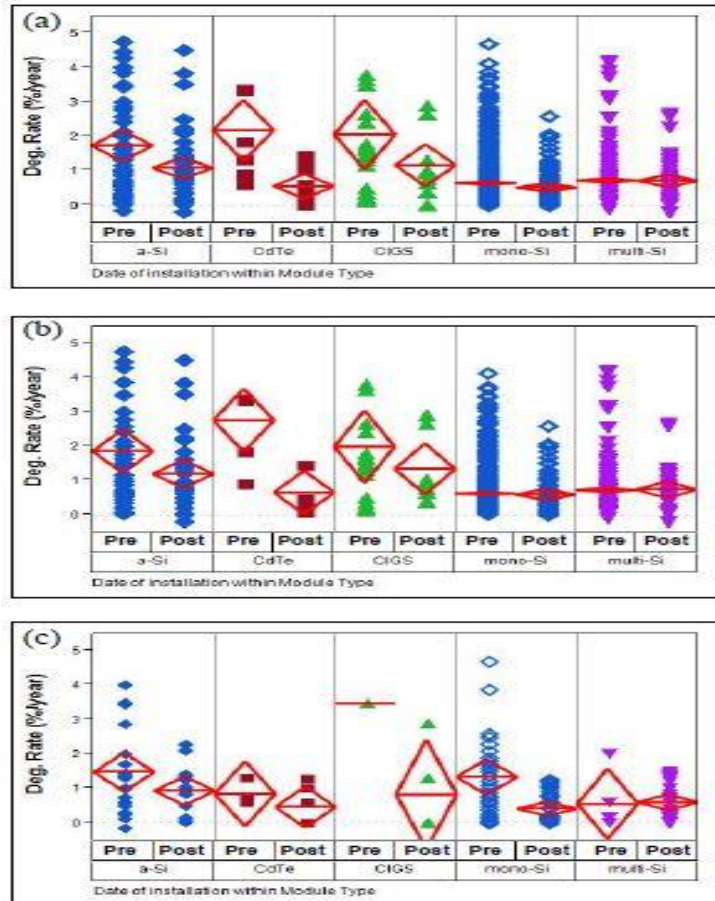 (a)
Deg. Rate (%/year)
5
4
3
2
1
0
Pre Post Pre Post Pre Post Pre Post Pre Post
a-Si CdTe CIGS mono-Si multi-Si
Date of installation within Module Type
(b)
Deg. Rate (%/year)
5
4
3
2
1
0
Pre Post Pre Post Pre Post Pre Post Pre Post
a-Si CdTe CIGS mono-Si multi-Si
Date of installation within Module Type
(c)
Deg. Rate (%/year)
5
4
3
2
1
0
Pre Post Pre Post Pre Post Pre Post Pre Post
a-Si CdTe CIGS mono-Si multi-Si
Date of installation within Module Type